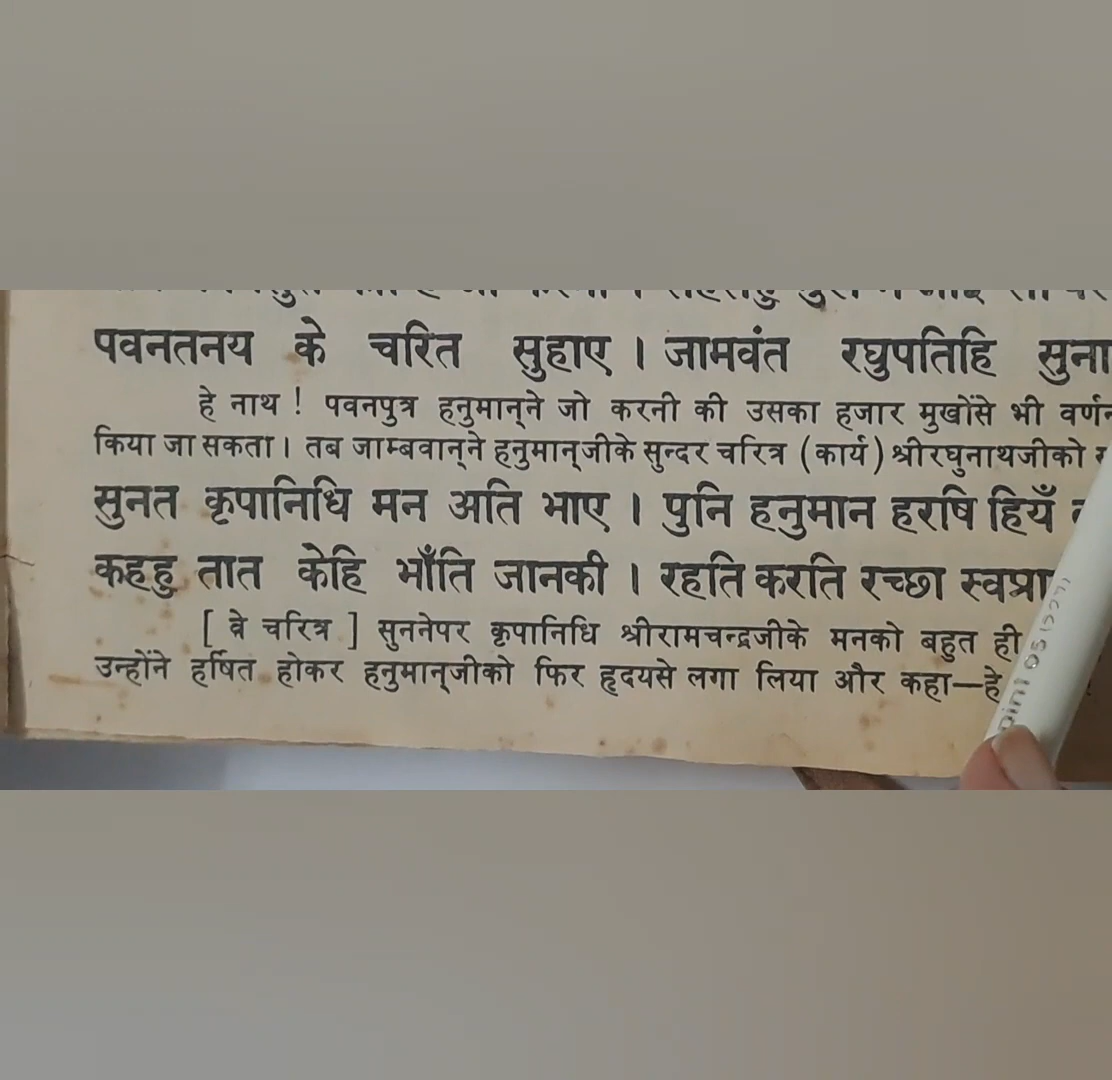 पवनतनय के चरित सुहाए । जामवंत रघुपतिहि सुना
हे नाथ ! पवनपुत्र हनुमान्‌ने जो करनी की उसका हजार मुखोंसे भी वर्णन
किया जा सकता । तब जाम्बवान्‌ने हनुमान्‌जीके सुन्दर चरित्र (कार्य) श्रीरघुनाथजीको
सुनत कृपानिधि मन अति भाए । पुनि हनुमान हरषि हियँ
कहहु तात केहि भाँति जानकी । रहति करति रच्छा स्वप्रा
[ वे चरित्र ] सुननेपर कृपानिधि श्रीरामचन्द्रजीके मनको बहुत ही
उन्होंने हर्षित होकर हनुमान्‌जीको फिर हृदयसे लगा लिया और कहा—हे